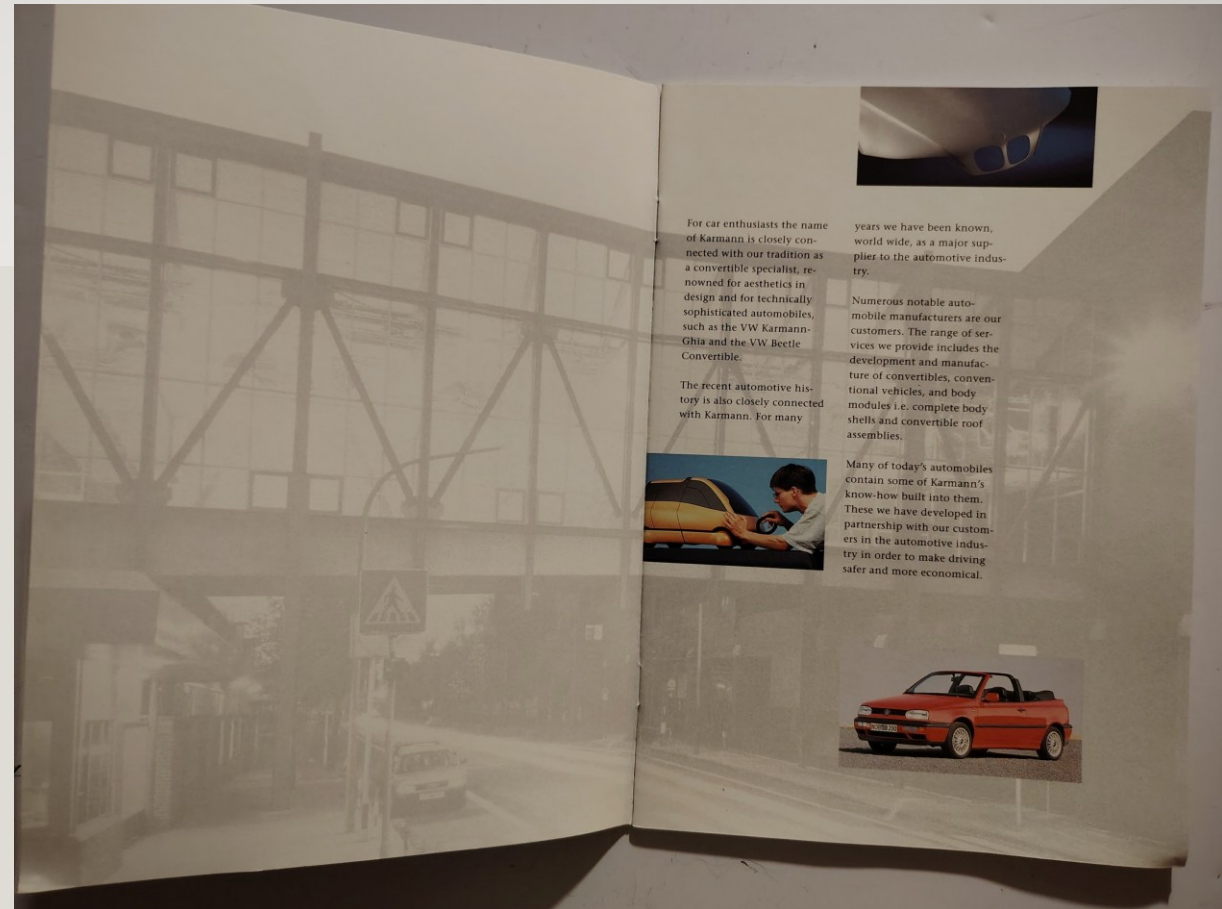 For car enthusiasts the name
of Karmann is closely con-
nected with our tradition as
a convertible specialist, re-
nowned for aesthetics in
design and for technically
sophisticated automobiles,
such as the VW Karmann-
Ghia and the VW Beetle
Convertible.
The recent automotive his-
tory is also closely connected
with Karmann. For many
years we have been known,
world wide, as a major sup-
plier to the automotive indus-
try.
Numerous notable auto-
mobile manufacturers are our
customers. The range of ser-
vices we provide includes the
development and manufac-
ture of convertibles, conven-
tional vehicles, and body
modules i.e. complete body
shells and convertible roof
assemblies.
Many of today's automobiles
contain some of Karmann's
know-how built into them.
These we have developed in
partnership with our custom-
ers in the automotive indus-
try in order to make driving
safer and more economical.